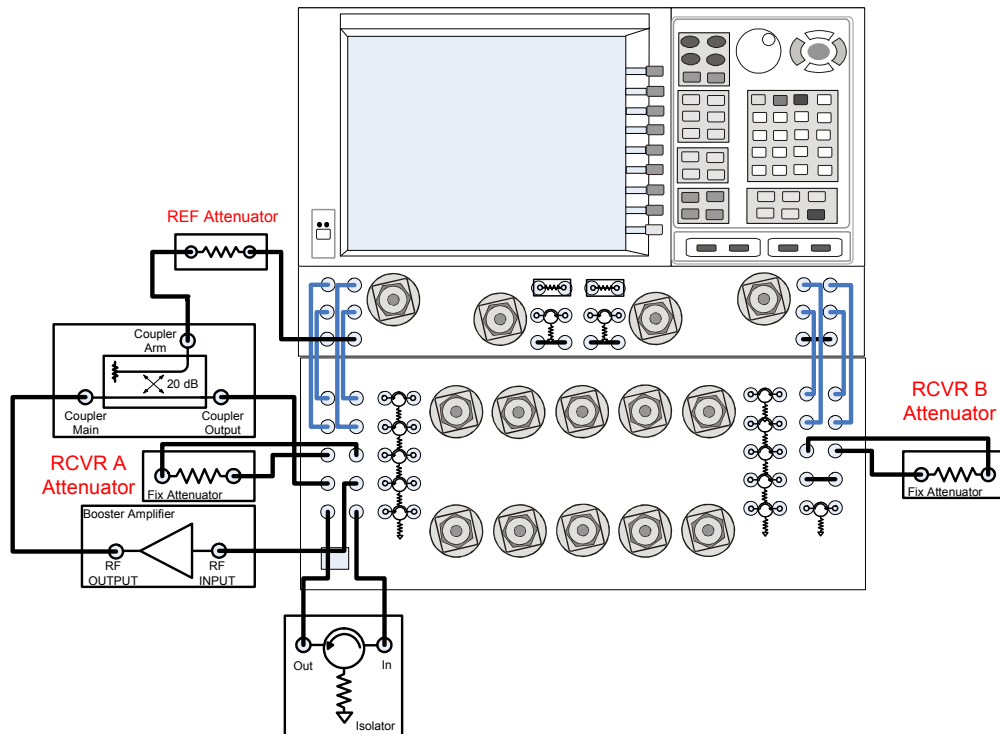 REF Attenuator
Coupler
Arm
20 dB
Coupler
Main
Coupler
Output
RCVR A
Attenuator
Fix Attenuator
Booster Amplifier
RF
OUTPUT
RF
INPUT
Out
In
Isolator
RCVR B
Attenuator
Fix Attenuator